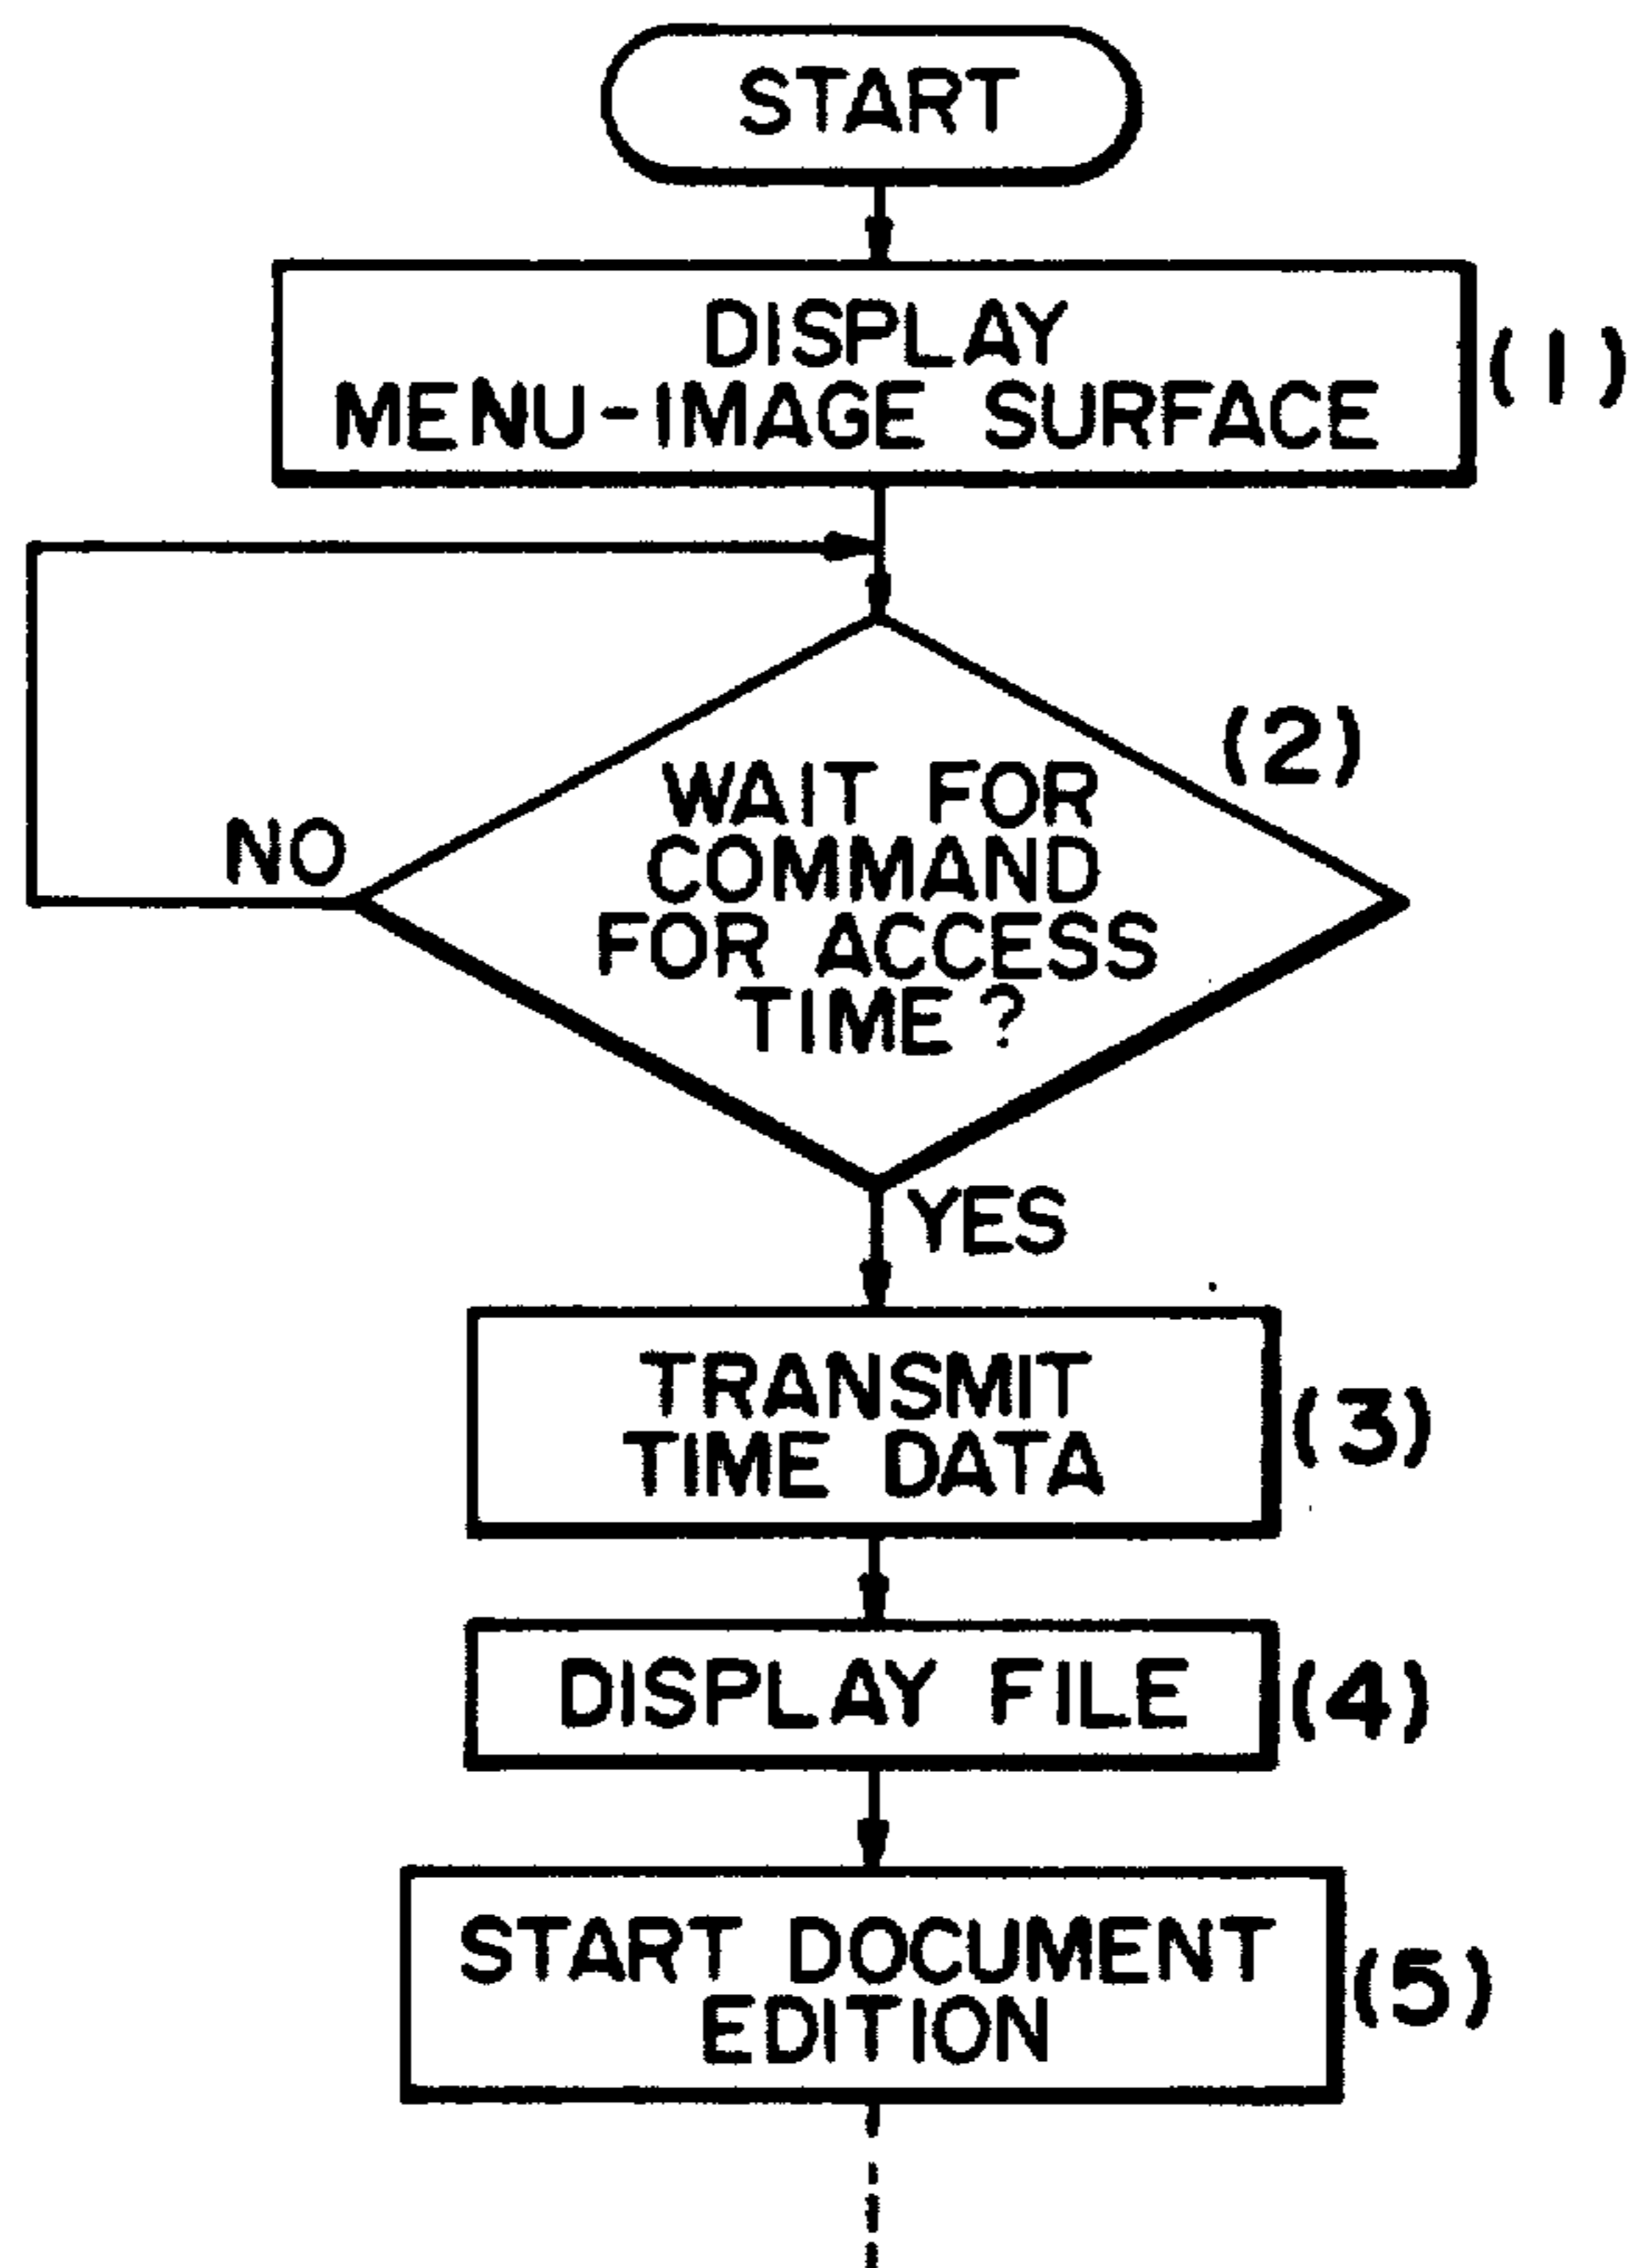 START
DISPLAY
MENU-IMAGE SURFACE
(1)
(2)
WAIT FOR
COMMAND
FOR ACCESS
TIME ?
NO
YES
TRANSMIT
TIME DATA
(3)
DISPLAY FILE
(4)
START DOCUMENT
EDITION
(5)